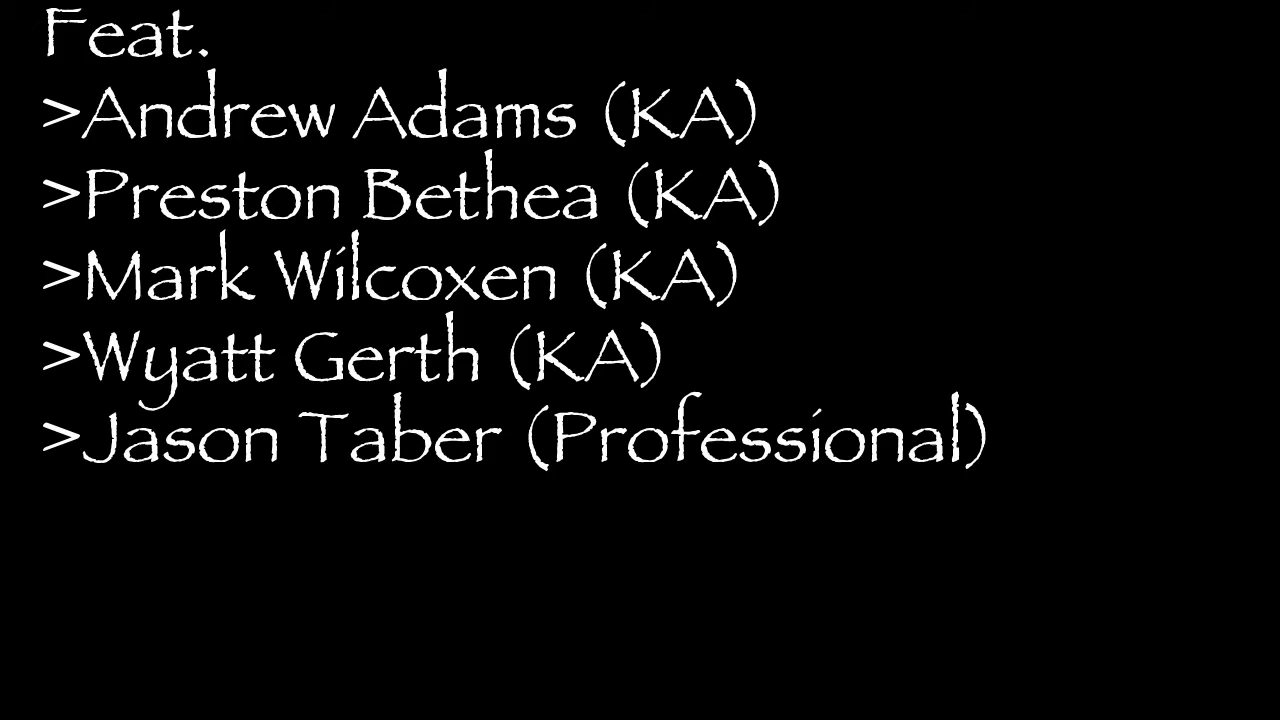 Feat.
>Andrew Adams (KA)
>Preston Bethea (KA)
>Mark Wilcoxen (KA)
>Wyatt Gerth (KA)
>Jason Taber (Professional)